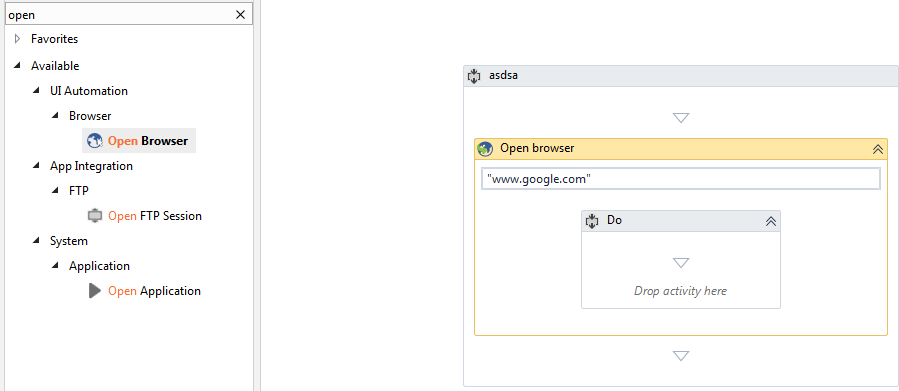 open
Favorites
Available
UI Automation
Browser
Open Browser
App Integration
FTP
Open FTP Session
System
Application
Open Application
asdsa
Open browser
"www.google.com"
Do
Drop activity here